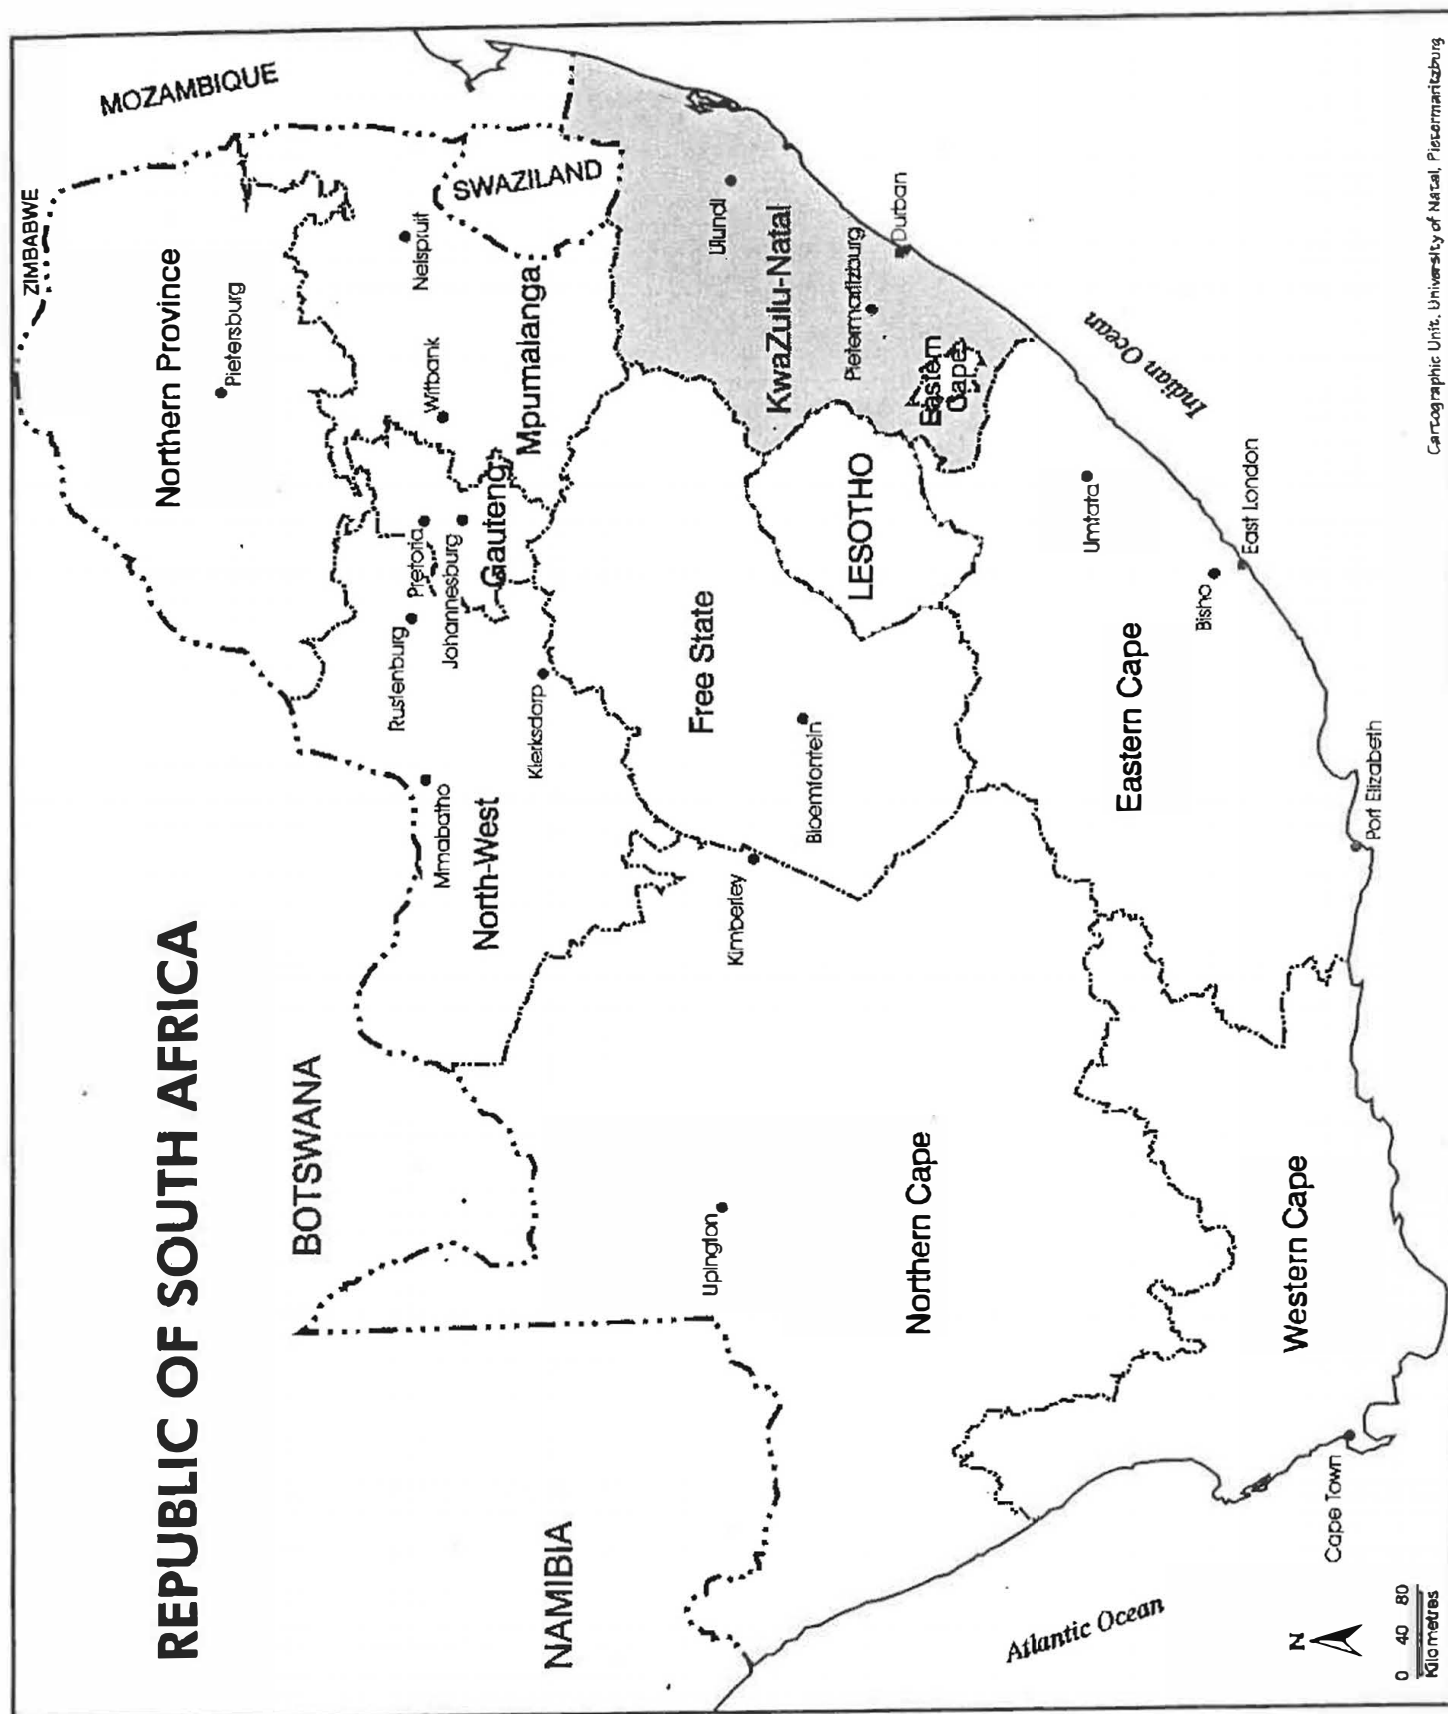 REPUBLIC OF SOUTH AFRICA
ZIMBABWE
MOZAMBIQUE
BOTSWANA
NAMIBIA
SWAZILAND
LESOTHO
Northern Province
Pietersburg
Nelspruit
Witbank
Mpumalanga
Gauteng
Pretoria
Johannesburg
Rustenburg
Klerksdorp
Mmabatho
North-West
Free State
Bloemfontein
Kimberley
Upington
Northern Cape
KwaZulu-Natal
Ulundi
Pietermaritzburg
Durban
Eastern
Cape
Umtata
Bisho
East London
Eastern Cape
Port Elizabeth
Western Cape
Cape Town
Atlantic Ocean
Indian Ocean
N
0 40 80
Kilometres
Cartographic Unit, University of Natal, Pietermaritzburg